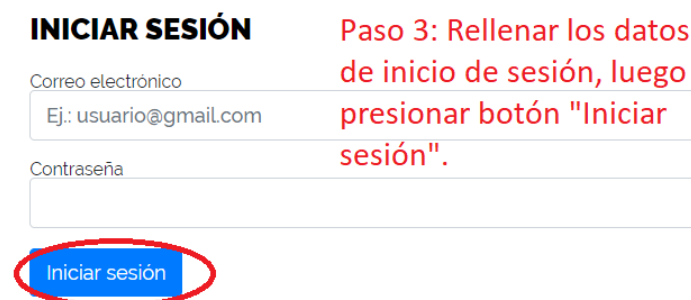 INICIAR SESIÓN
Paso 3: Rellenar los datos
de inicio de sesión, luego
presionar botón "Iniciar
sesión".
Correo electrónico
Ej.: usuario@gmail.com
Contraseña
Iniciar sesión